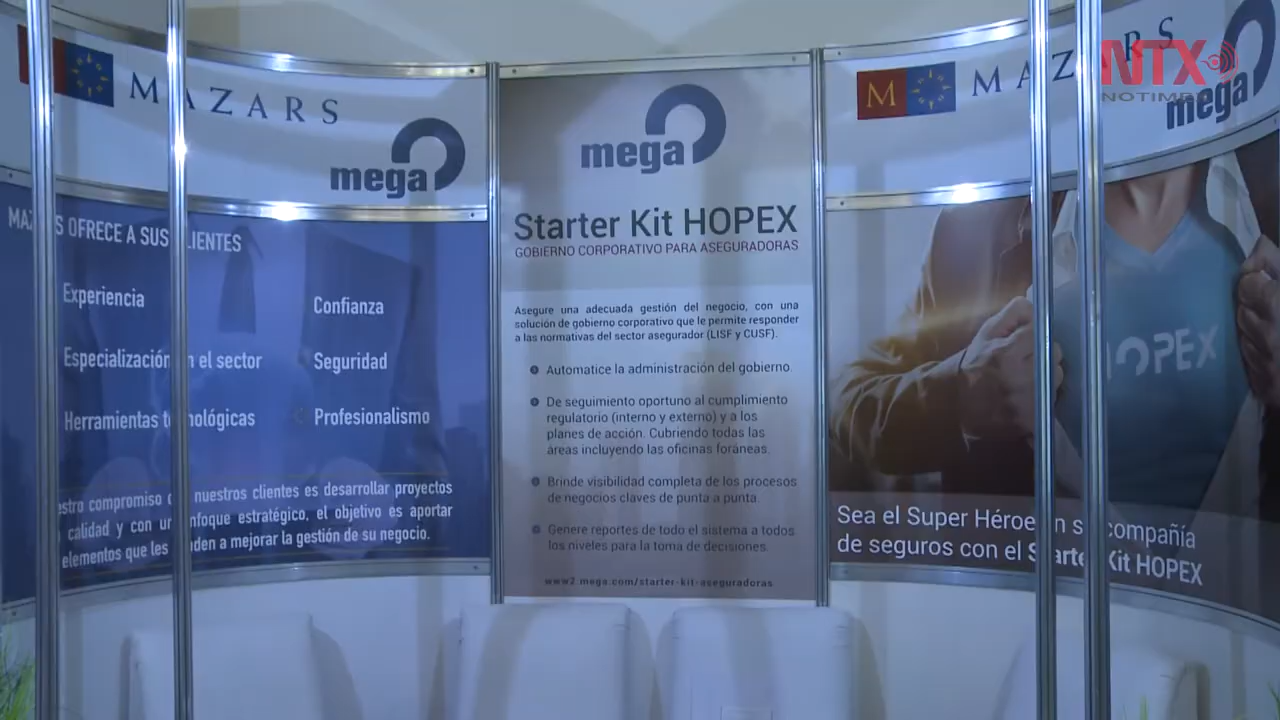 M
MAZARS
mega
MAZARS OFRECE A SUS CLIENTES
Experiencia
Confianza
Especialización en el sector
Seguridad
Herramientas tecnológicas
Profesionalismo
nuestros clientes es desarrollar proyectos
calidad y con un enfoque estratégico, el objetivo es aportar
elementos que les a mejorar la gestión de su negocio.
mega
Starter Kit HOPEX
GOBIERNO CORPORATIVO PARA ASEGURADORAS
Asegure una adecuada gestión del negocio, con una
solución de gobierno corporativo que le permite responder
a las normativas del sector asegurador (LISF y CUSF).
Automatice la administración del gobierno.
De seguimiento oportuno al cumplimiento
regulatorio (interno y externo) y a los
planes de acción. Cubriendo todas las
áreas incluyendo las oficinas foráneas.
Brinde visibilidad completa de los procesos
de negocios claves de punta a punta.
Genere reportes de todo el sistema a todos
los niveles para la toma de decisiones.
www2.mega.com/starter-kit-aseguradoras
M MAZARS
mega
NTX
HOPEX
Sea el Super Héroe en su compañía
de seguros con el Starter Kit HOPEX